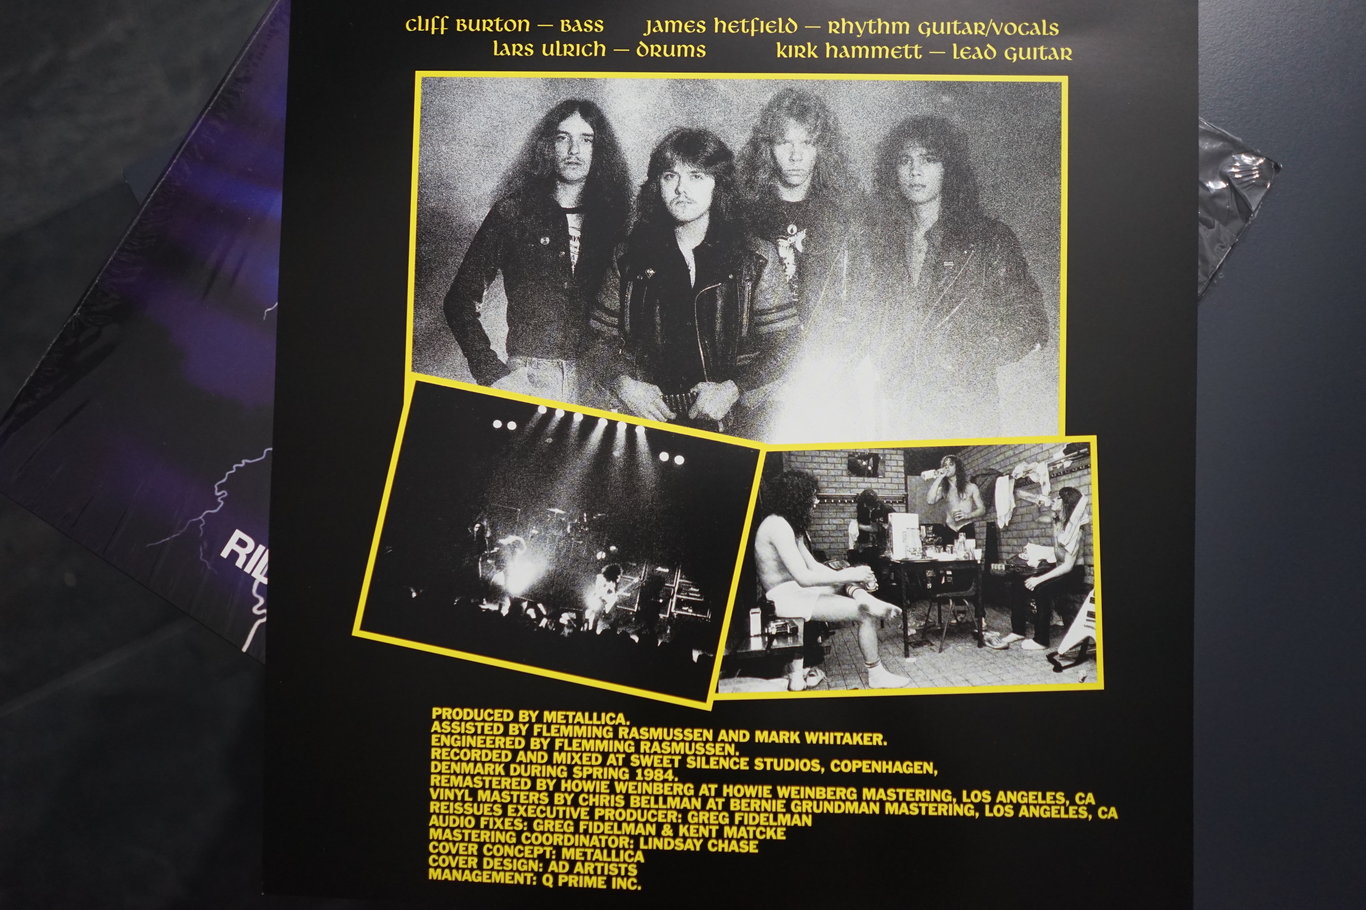 Cliff Burton — Bass James Hetfield — Rhythm Guitar/Vocals
Lars Ulrich — Drums Kirk Hammett — Lead Guitar
RI
PRODUCED BY METALLICA.
ASSISTED BY FLEMMING RASMUSSEN AND MARK WHITAKER.
ENGINEERED BY FLEMMING RASMUSSEN.
RECORDED AND MIXED AT SWEET SILENCE STUDIOS, COPENHAGEN,
DENMARK DURING SPRING 1984.
REMASTERED BY HOWIE WEINBERG AT HOWIE WEINBERG MASTERING, LOS ANGELES, CA
VINYL MASTERS BY CHRIS BELLMAN AT BERNIE GRUNDMAN MASTERING, LOS ANGELES, CA
REISSUES EXECUTIVE PRODUCER: GREG FIDELMAN
AUDIO FIXES: GREG FIDELMAN & KENT MATCKE
MASTERING COORDINATOR: LINDSAY CHASE
COVER CONCEPT: METALLICA
COVER DESIGN: AD ARTISTS
MANAGEMENT: Q PRIME INC.